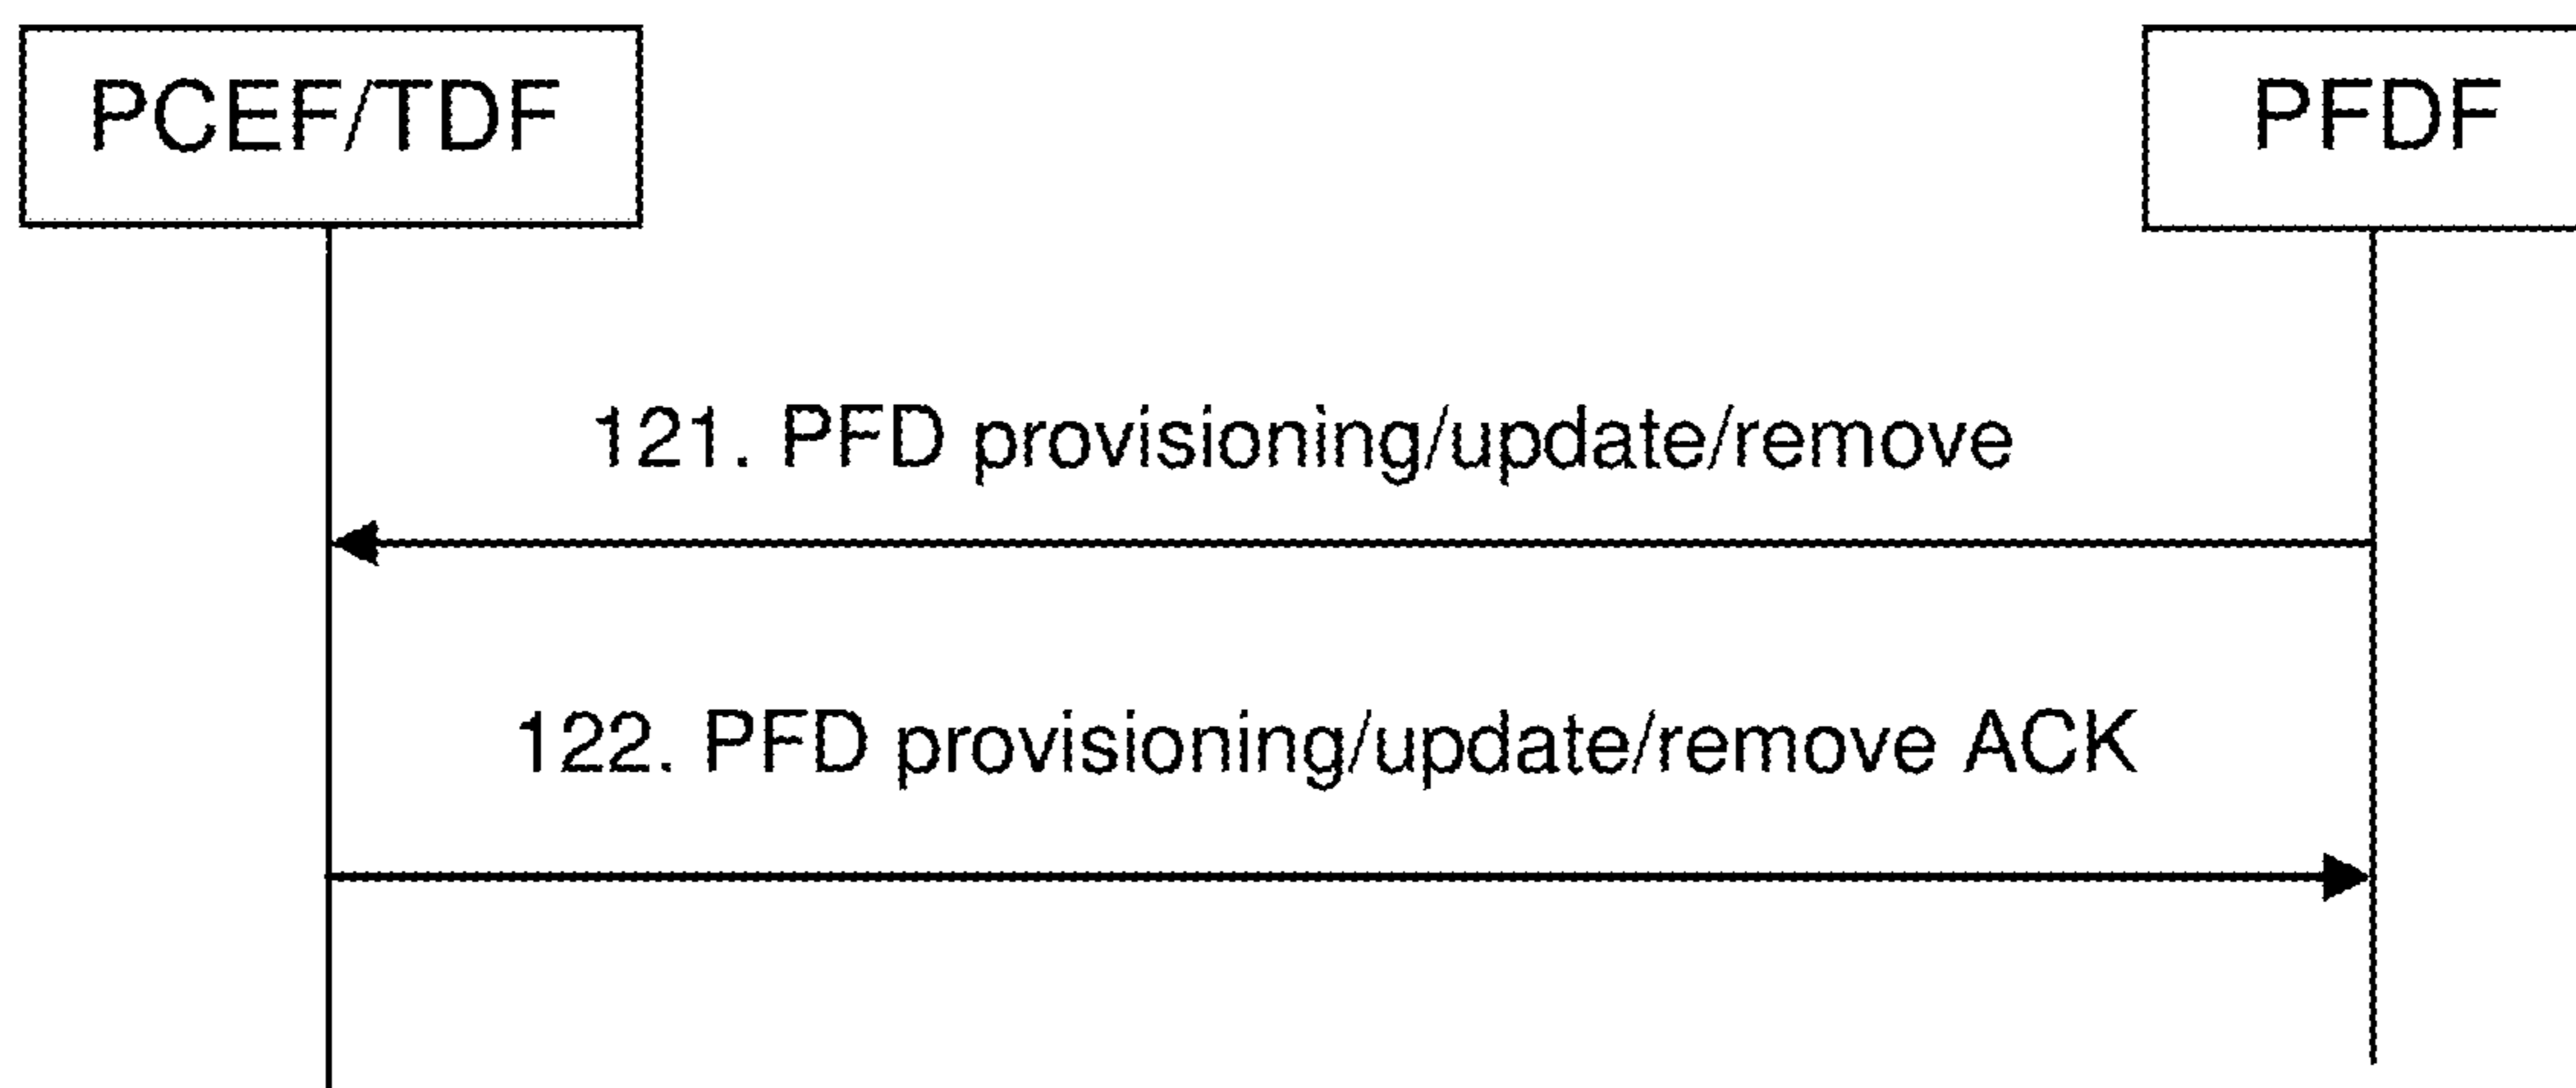 PCEF/TDF
PFDF
121. PFD provisioning/update/remove
122. PFD provisioning/update/remove ACK